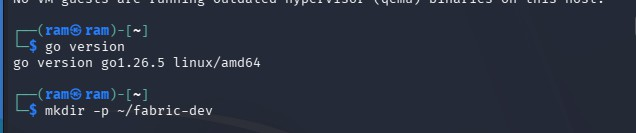 No VM guests are running outdated hypervisor (qemu) binaries on this host.
┌──(ram㉿ram)-[~]
└─$ go version
go version go1.26.5 linux/amd64
┌──(ram㉿ram)-[~]
└─$ mkdir -p ~/fabric-dev